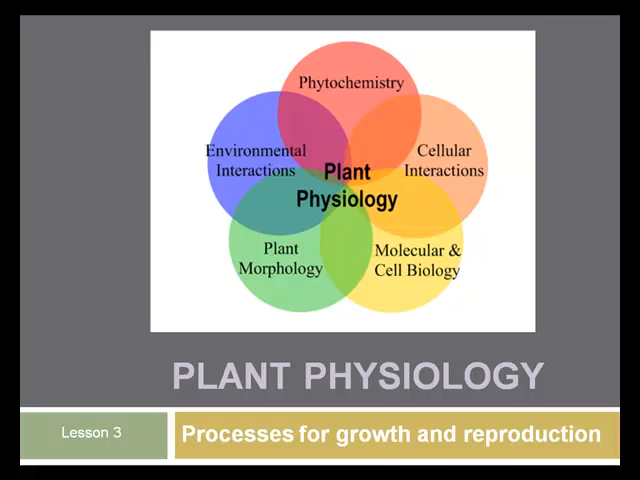 Phytochemistry
Environmental
Interactions
Cellular
Interactions
Plant
Physiology
Plant
Morphology
Molecular &
Cell Biology
PLANT PHYSIOLOGY
Lesson 3
Processes for growth and reproduction